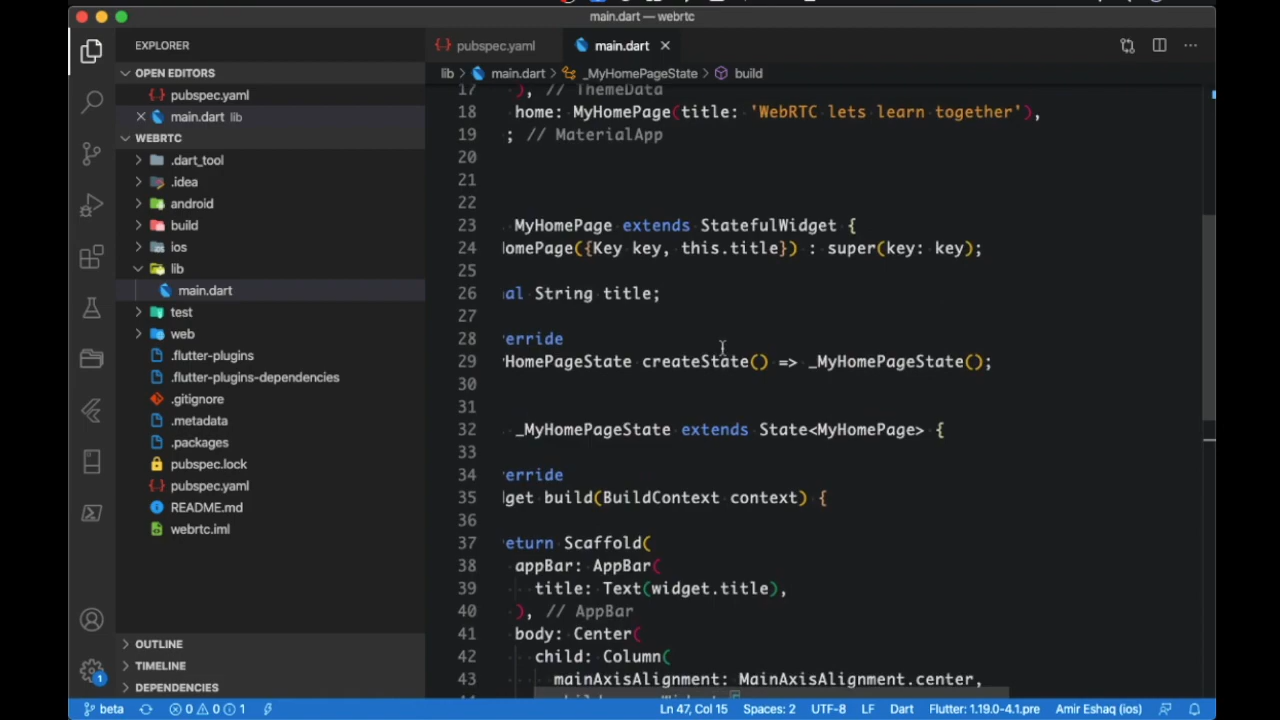 main.dart — webrtc
EXPLORER
OPEN EDITORS
pubspec.yaml
main.dart lib
WEBRTC
.dart_tool
.idea
android
build
ios
lib
main.dart
test
web
.flutter-plugins
.flutter-plugins-dependencies
.gitignore
.metadata
.packages
pubspec.lock
pubspec.yaml
README.md
webrtc.iml
OUTLINE
TIMELINE
DEPENDENCIES
1
pubspec.yaml main.dart
lib > main.dart > _MyHomePageState > build
17 ), // ThemeData
18 home: MyHomePage(title: 'WebRTC lets learn together'),
19 ; // MaterialApp
20
21
22
23 MyHomePage extends StatefulWidget {
24 HomePage({Key key, this.title}) : super(key: key);
25
26 al String title;
27
28 erride
29 HomePageState createState() => _MyHomePageState();
30
31
32 _MyHomePageState extends State<MyHomePage> {
33
34 erride
35 dget build(BuildContext context) {
36
37 eturn Scaffold(
38 appBar: AppBar(
39 title: Text(widget.title),
40 ), // AppBar
41 body: Center(
42 child: Column(
43 mainAxisAlignment: MainAxisAlignment.center,
beta 0 0 1 Ln 47, Col 15 Spaces: 2 UTF-8 LF Dart Flutter: 1.19.0-4.1.pre Amir Eshaq (ios)